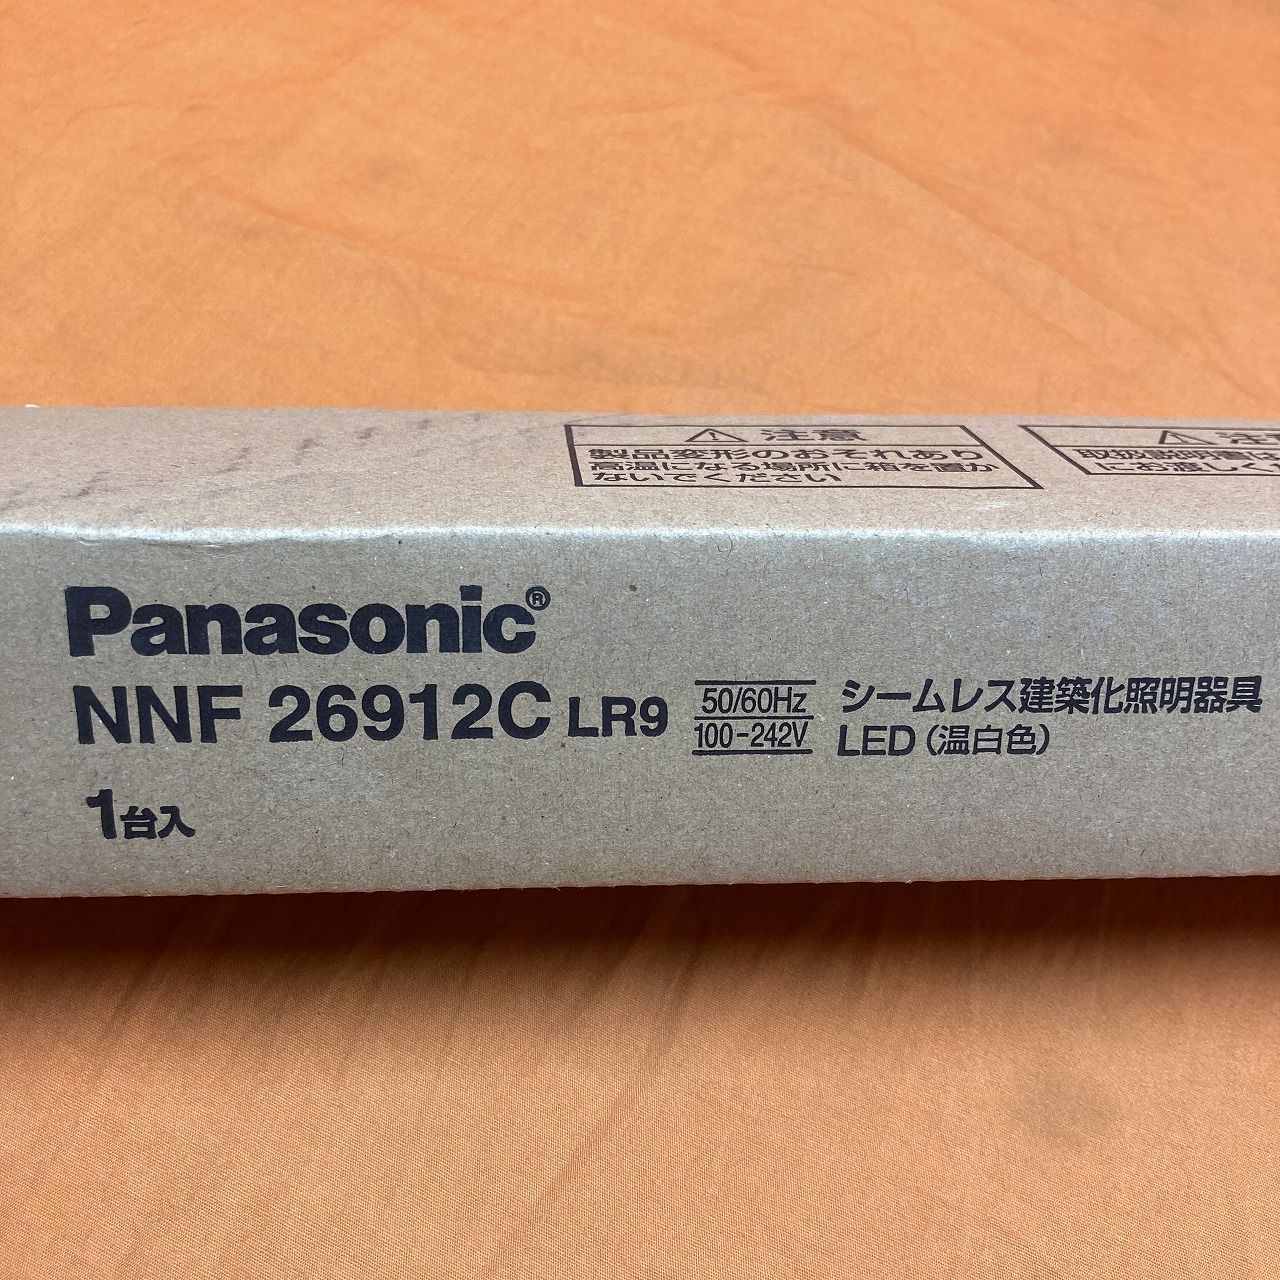 ⚠ 注意
製品変形のおそれあり
高温になる場所に箱を置か
ないでください
⚠ 注
取扱説明書は
にお渡しく
Panasonic®
NNF 26912C LR9
50/60Hz
100-242V
シームレス建築化照明器具
LED（温白色）
1台入